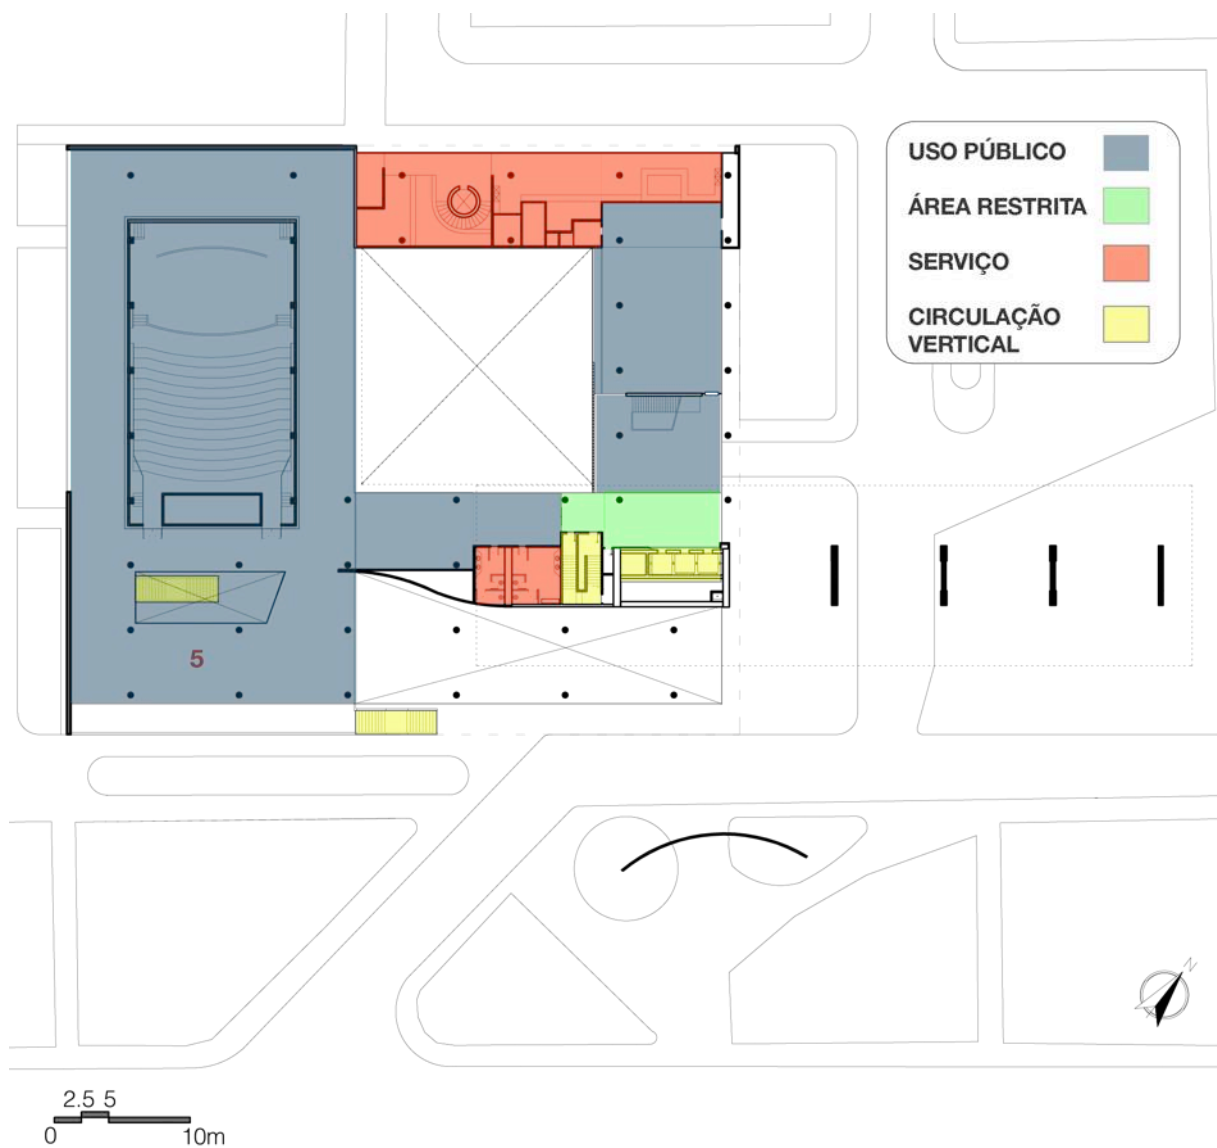 USO PÚBLICO
ÁREA RESTRITA
SERVIÇO
CIRCULAÇÃO
VERTICAL
5
N
2.5 5
0 10m